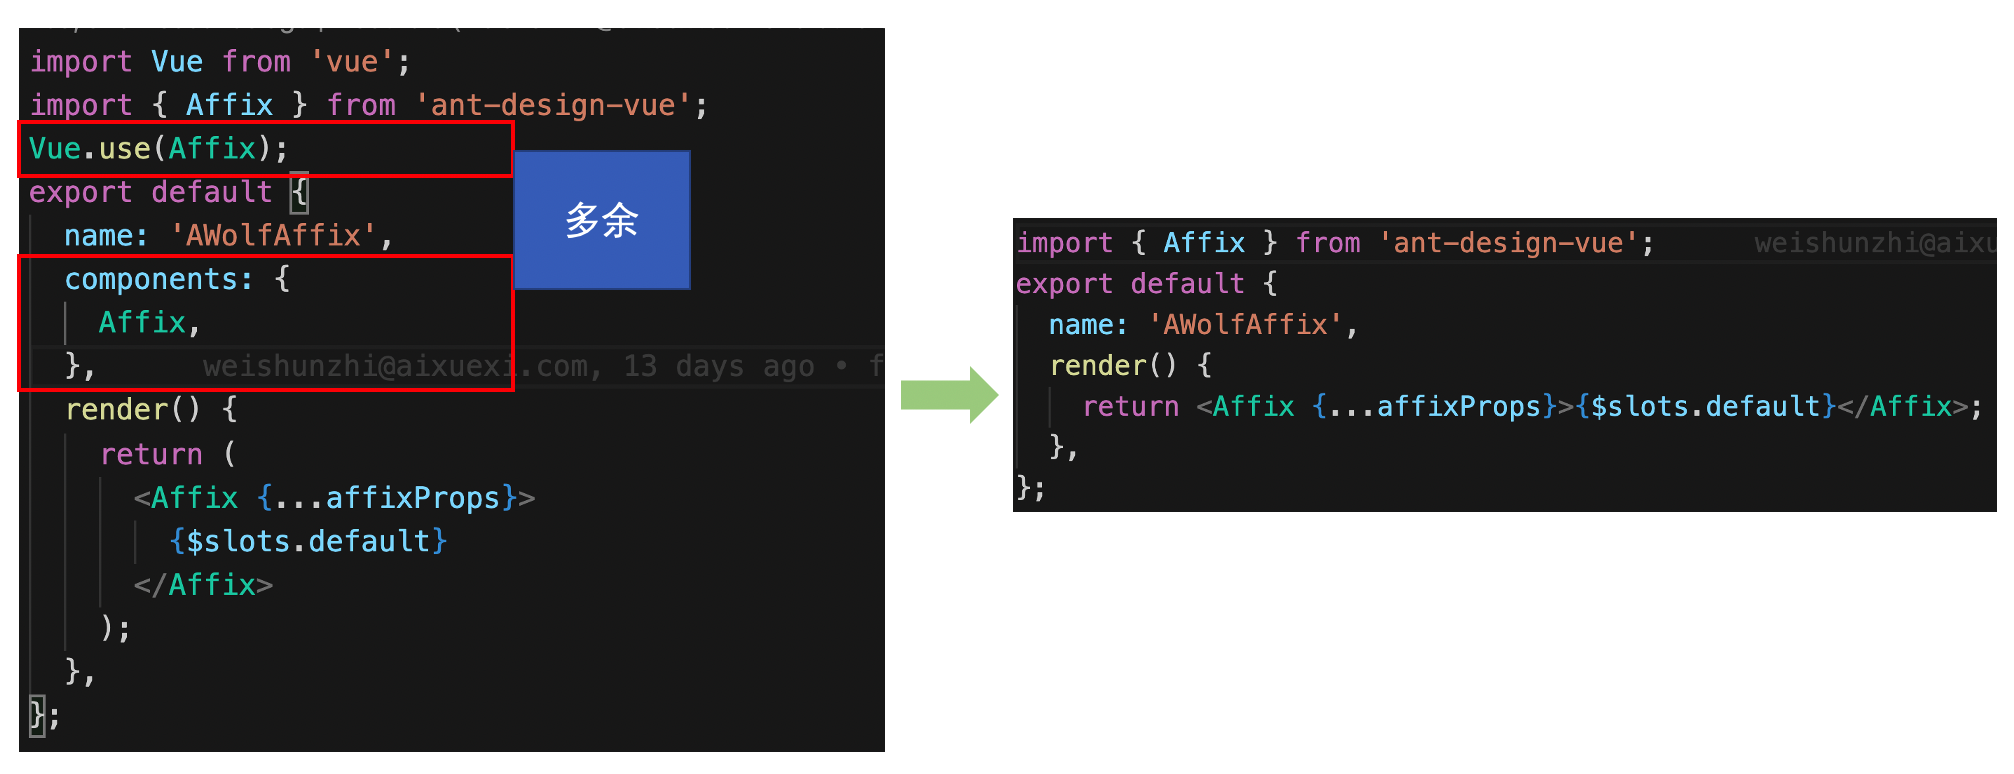 import Vue from 'vue';
import { Affix } from 'ant-design-vue';
Vue.use(Affix);
export default {
name: 'AWolfAffix',
components: {
Affix,
}, weishunzhi@aixuexi.com, 13 days ago • f
render() {
return (
<Affix {...affixProps}>
{$slots.default}
</Affix>
);
},
};
多余
import { Affix } from 'ant-design-vue'; weishunzhi@aixu
export default {
name: 'AWolfAffix',
render() {
return <Affix {...affixProps}>{$slots.default}</Affix>;
},
};